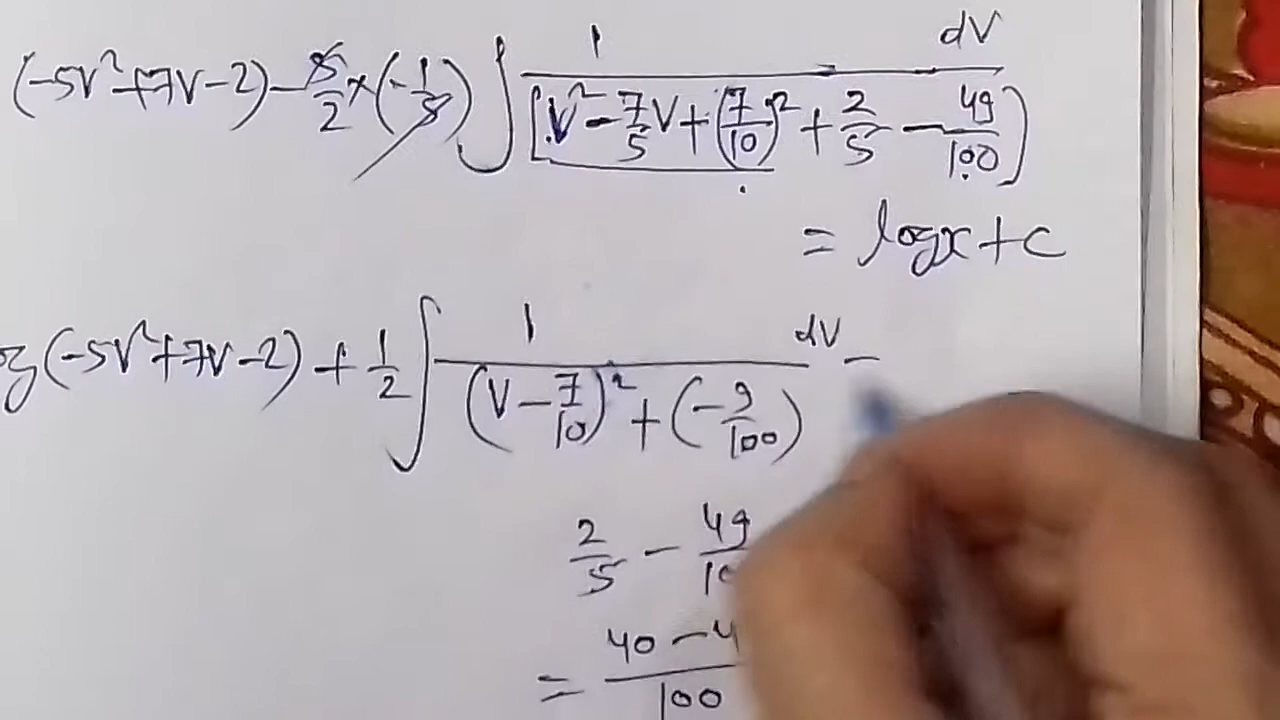 (-5V²+7V-2) - 5/2 × (-1/5) ∫ 1/[V² - 7/5 V + (7/10)² + 2/5 - 49/100] dV
= log x + c
og(-5V²+7V-2) + 1/2 ∫ 1/((V - 7/10)² + (-9/100)) dV -
2/5 - 49/10
= 40 - 4/100